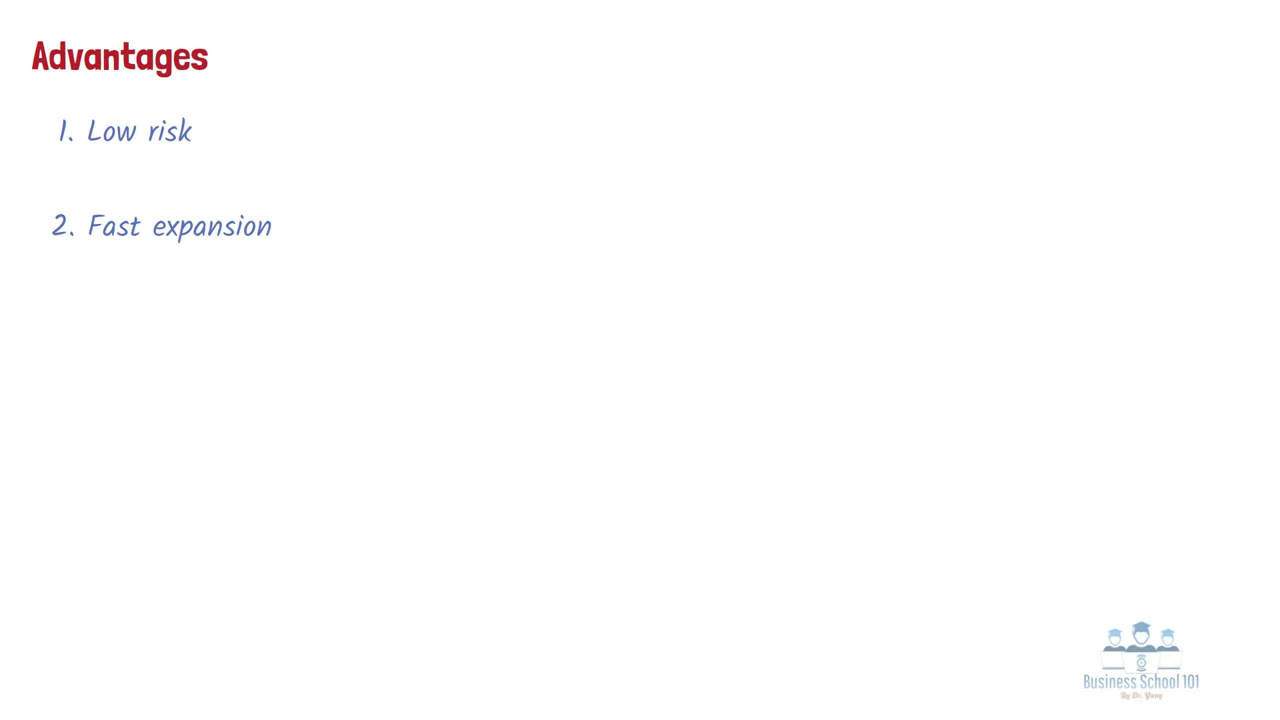 Advantages
1. Low risk
2. Fast expansion
Business School 101
By Dr. Yang